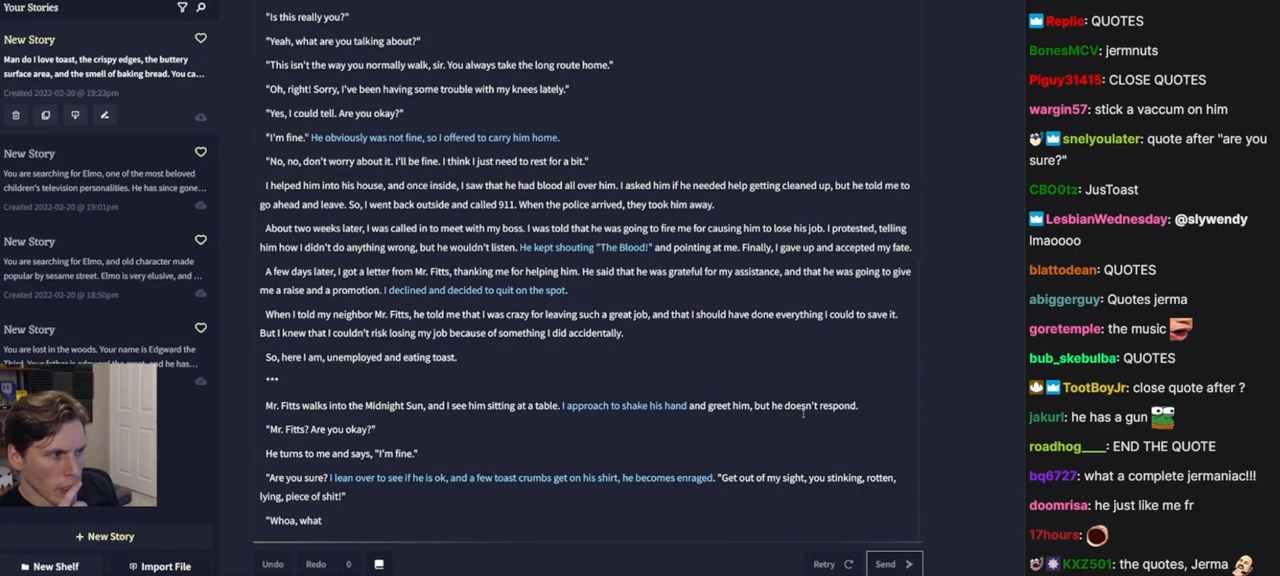 Your Stories
New Story
Man do I love toast, the crispy edges, the buttery
surface area, and the smell of baking bread. You ca...
Created 2022-02-20 @ 19:23pm
New Story
You are searching for Elmo, one of the most beloved
children's television personalities. He has since gone...
Created 2022-02-20 @ 19:01pm
New Story
You are searching for Elmo, and old character made
popular by sesame street. Elmo is very elusive, and ...
Created 2022-02-20 @ 18:50pm
New Story
You are lost in the woods. Your name is Edgward the
+ New Story
New Shelf
Import File
"Is this really you?"
"Yeah, what are you talking about?"
"This isn't the way you normally walk, sir. You always take the long route home."
"Oh, right! Sorry, I've been having some trouble with my knees lately."
"Yes, I could tell. Are you okay?"
"I'm fine." He obviously was not fine, so I offered to carry him home.
"No, no, don't worry about it. I'll be fine. I think I just need to rest for a bit."
I helped him into his house, and once inside, I saw that he had blood all over him. I asked him if he needed help getting cleaned up, but he told me to
go ahead and leave. So, I went back outside and called 911. When the police arrived, they took him away.
About two weeks later, I was called in to meet with my boss. I was told that he was going to fire me for causing him to lose his job. I protested, telling
him how I didn't do anything wrong, but he wouldn't listen. He kept shouting "The Blood!" and pointing at me. Finally, I gave up and accepted my fate.
A few days later, I got a letter from Mr. Fitts, thanking me for helping him. He said that he was grateful for my assistance, and that he was going to give
me a raise and a promotion. I declined and decided to quit on the spot.
When I told my neighbor Mr. Fitts, he told me that I was crazy for leaving such a great job, and that I should have done everything I could to save it.
But I knew that I couldn't risk losing my job because of something I did accidentally.
So, here I am, unemployed and eating toast.
***
Mr. Fitts walks into the Midnight Sun, and I see him sitting at a table. I approach to shake his hand and greet him, but he doesn't respond.
"Mr. Fitts? Are you okay?"
He turns to me and says, "I'm fine."
"Are you sure? I lean over to see if he is ok, and a few toast crumbs get on his shirt, he becomes enraged. "Get out of my sight, you stinking, rotten,
lying, piece of shit!"
"Whoa, what
Undo
Redo
0
Retry
Send
Replic: QUOTES
BonesMCV: jermnuts
Piguy31415: CLOSE QUOTES
wargin57: stick a vaccum on him
snelyoulater: quote after "are you
sure?"
CBO0tz: JusToast
LesbianWednesday: @slywendy
lmaoooo
blattodean: QUOTES
abiggerguy: Quotes jerma
goretemple: the music
bub_skebulba: QUOTES
TootBoyJr: close quote after ?
jakurl: he has a gun
roadhog____: END THE QUOTE
bq6727: what a complete jermaniac!!!
doomrisa: he just like me fr
17hours:
KXZ501: the quotes, Jerma